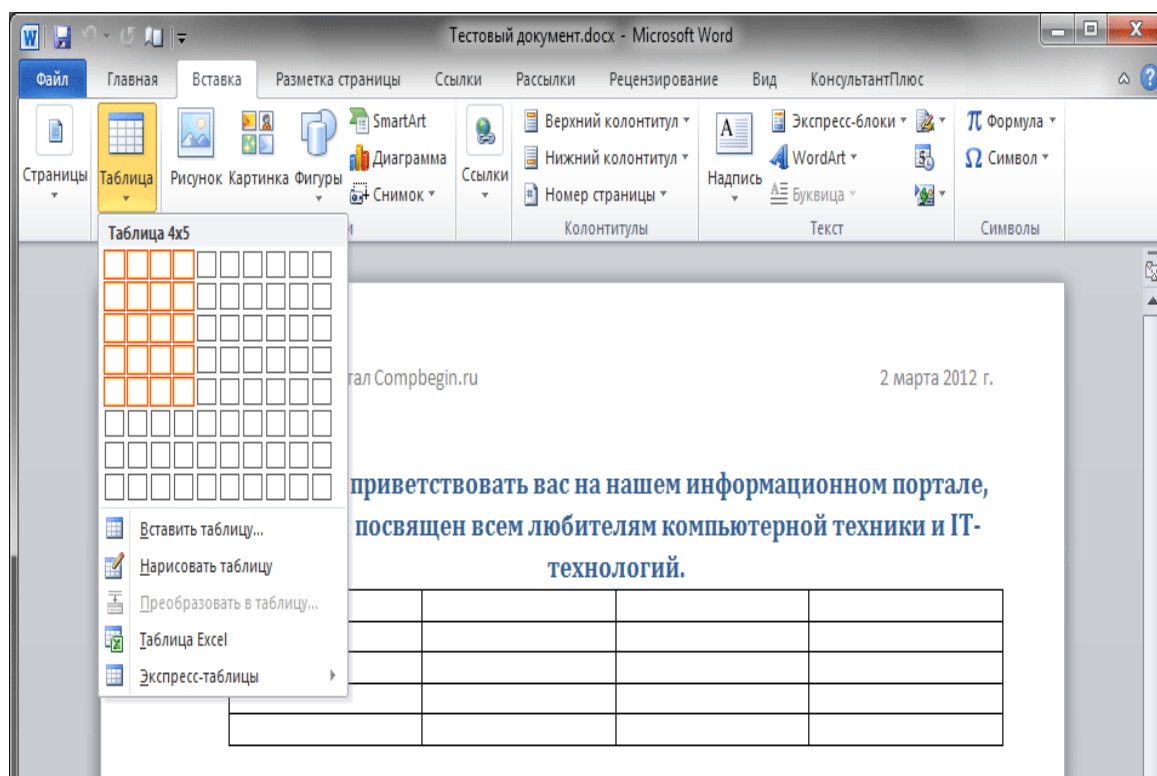 Тестовый документ.docx - Microsoft Word
Файл Главная Вставка Разметка страницы Ссылки Рассылки Рецензирование Вид КонсультантПлюс
Страницы
Таблица
Рисунок Картинка Фигуры
SmartArt
Диаграмма
Снимок
Ссылки
Верхний колонтитул
Нижний колонтитул
Номер страницы
Колонтитулы
Надпись
Экспресс-блоки
WordArt
Буквица
Текст
π Формула
Ω Символ
Символы
Таблица 4x5
Вставить таблицу...
Нарисовать таблицу
Преобразовать в таблицу...
Таблица Excel
Экспресс-таблицы
Compbegin.ru
2 марта 2012 г.
приветствовать вас на нашем информационном портале,
посвящен всем любителям компьютерной техники и IT-
технологий.